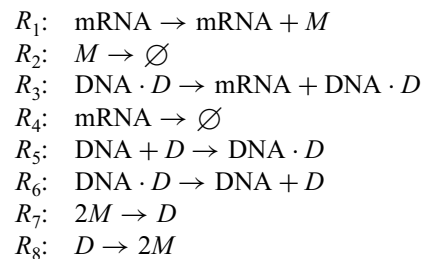 R₁: mRNA → mRNA + M
R₂: M → ∅
R₃: DNA · D → mRNA + DNA · D
R₄: mRNA → ∅
R₅: DNA + D → DNA · D
R₆: DNA · D → DNA + D
R₇: 2M → D
R₈: D → 2M